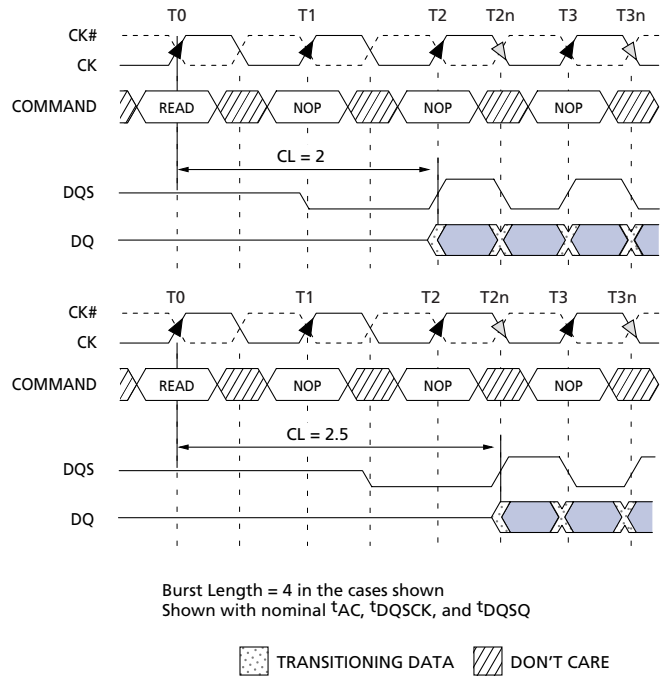 T0 T1 T2 T2n T3 T3n
CK#
CK
COMMAND READ NOP NOP NOP
CL = 2
DQS
DQ
T0 T1 T2 T2n T3 T3n
CK#
CK
COMMAND READ NOP NOP NOP
CL = 2.5
DQS
DQ
Burst Length = 4 in the cases shown
Shown with nominal tAC, tDQSCK, and tDQSQ
TRANSITIONING DATA DON'T CARE